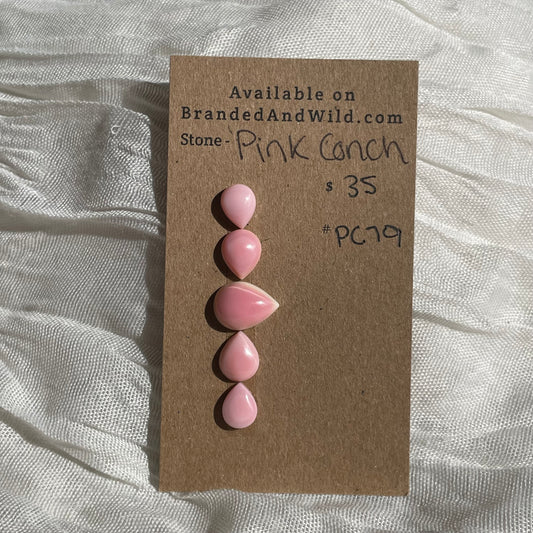 Available on
BrandedAndWild.com
Stone- Pink Conch
$ 35
# PC79